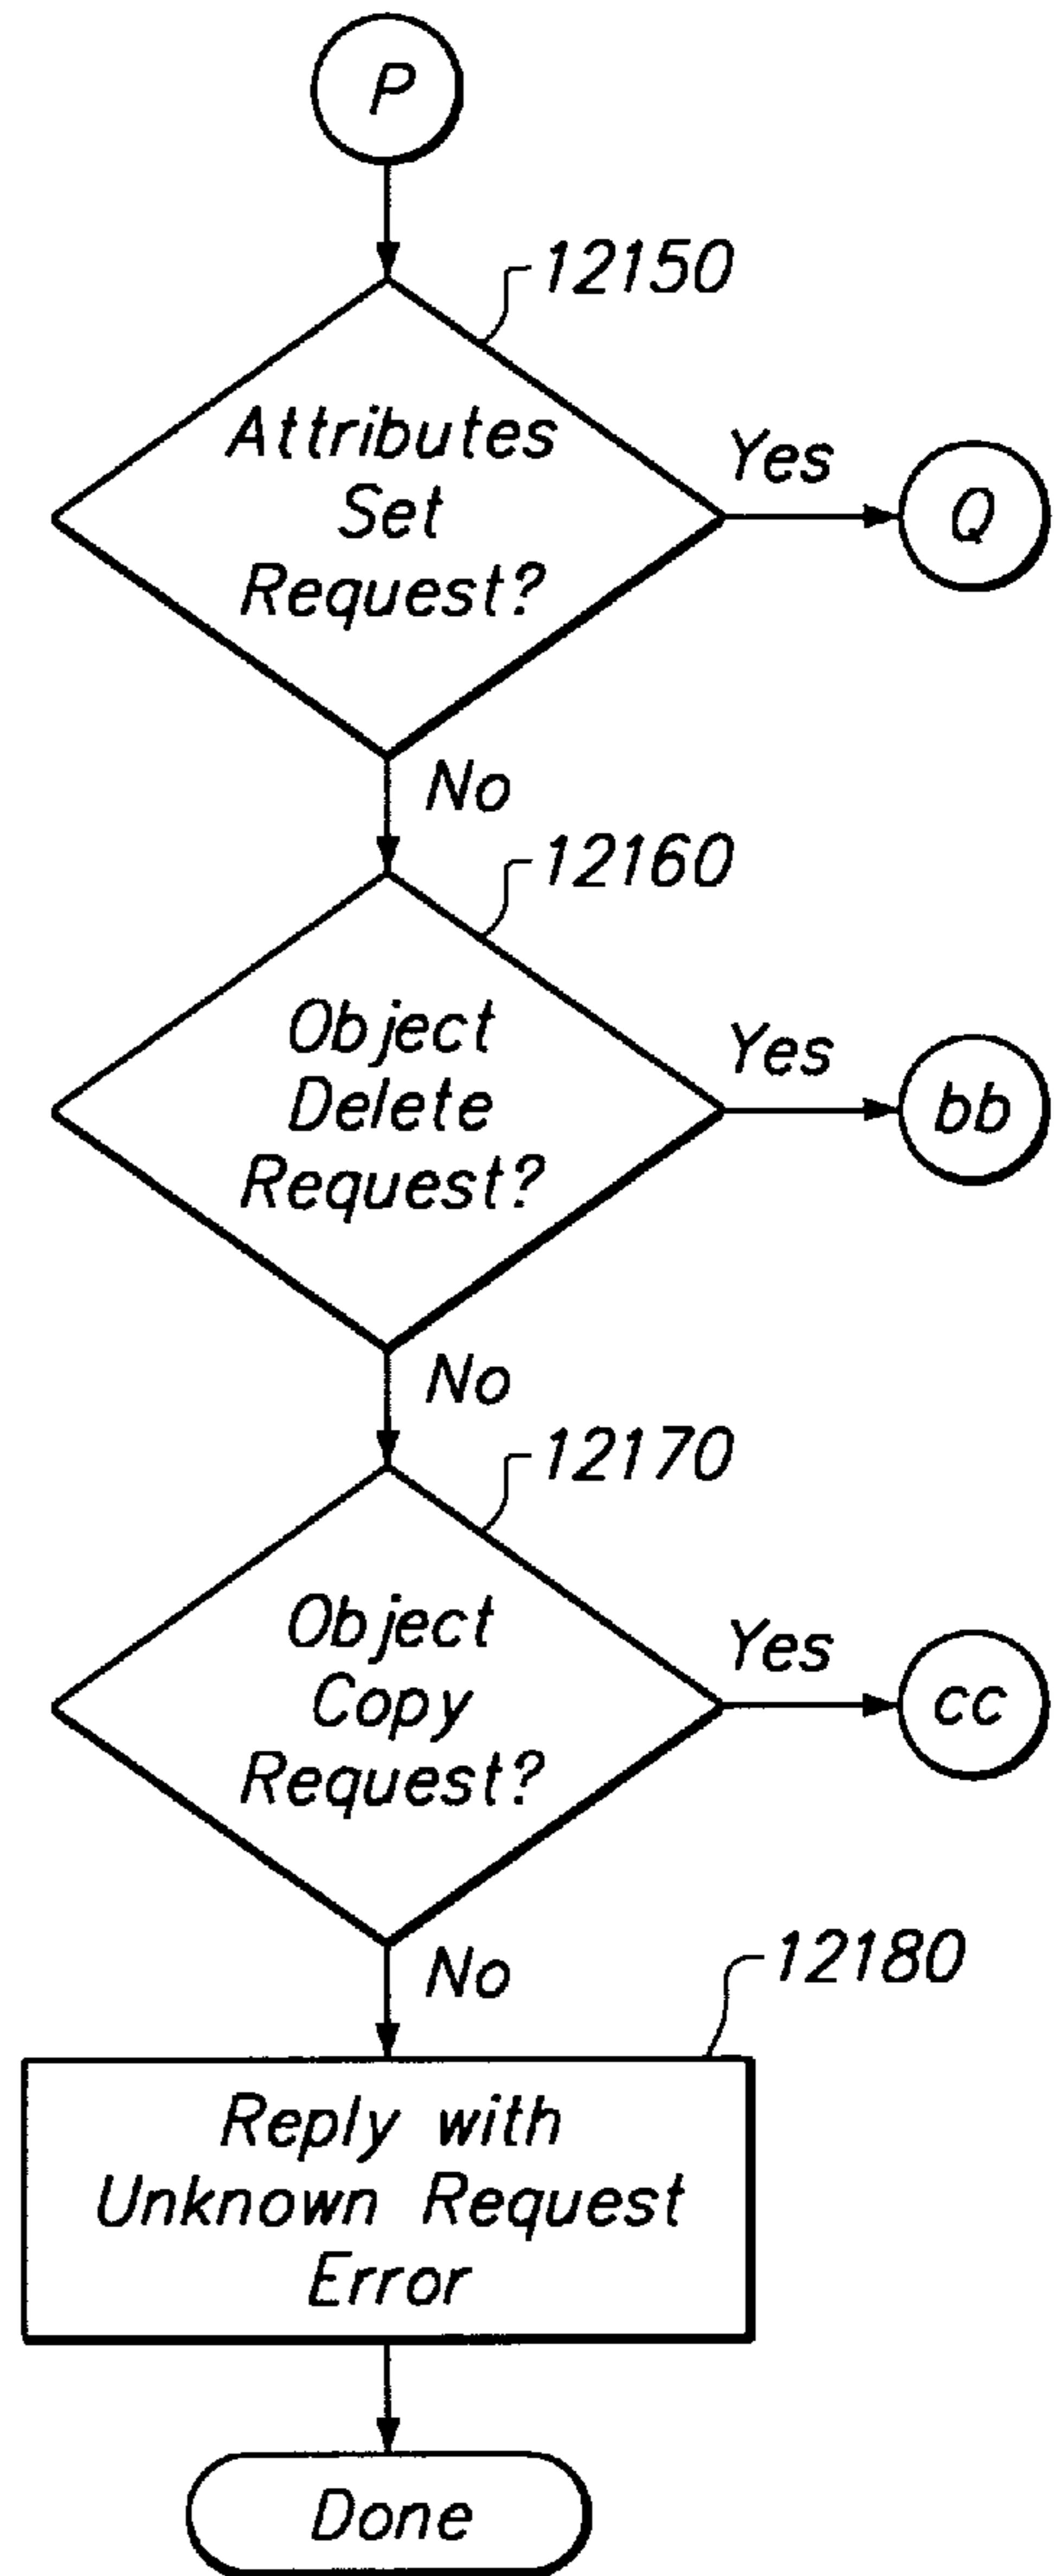 P
12150
Attributes
Set
Request?
Yes
Q
No
12160
Object
Delete
Request?
Yes
bb
No
12170
Object
Copy
Request?
Yes
cc
No
12180
Reply with
Unknown Request
Error
Done